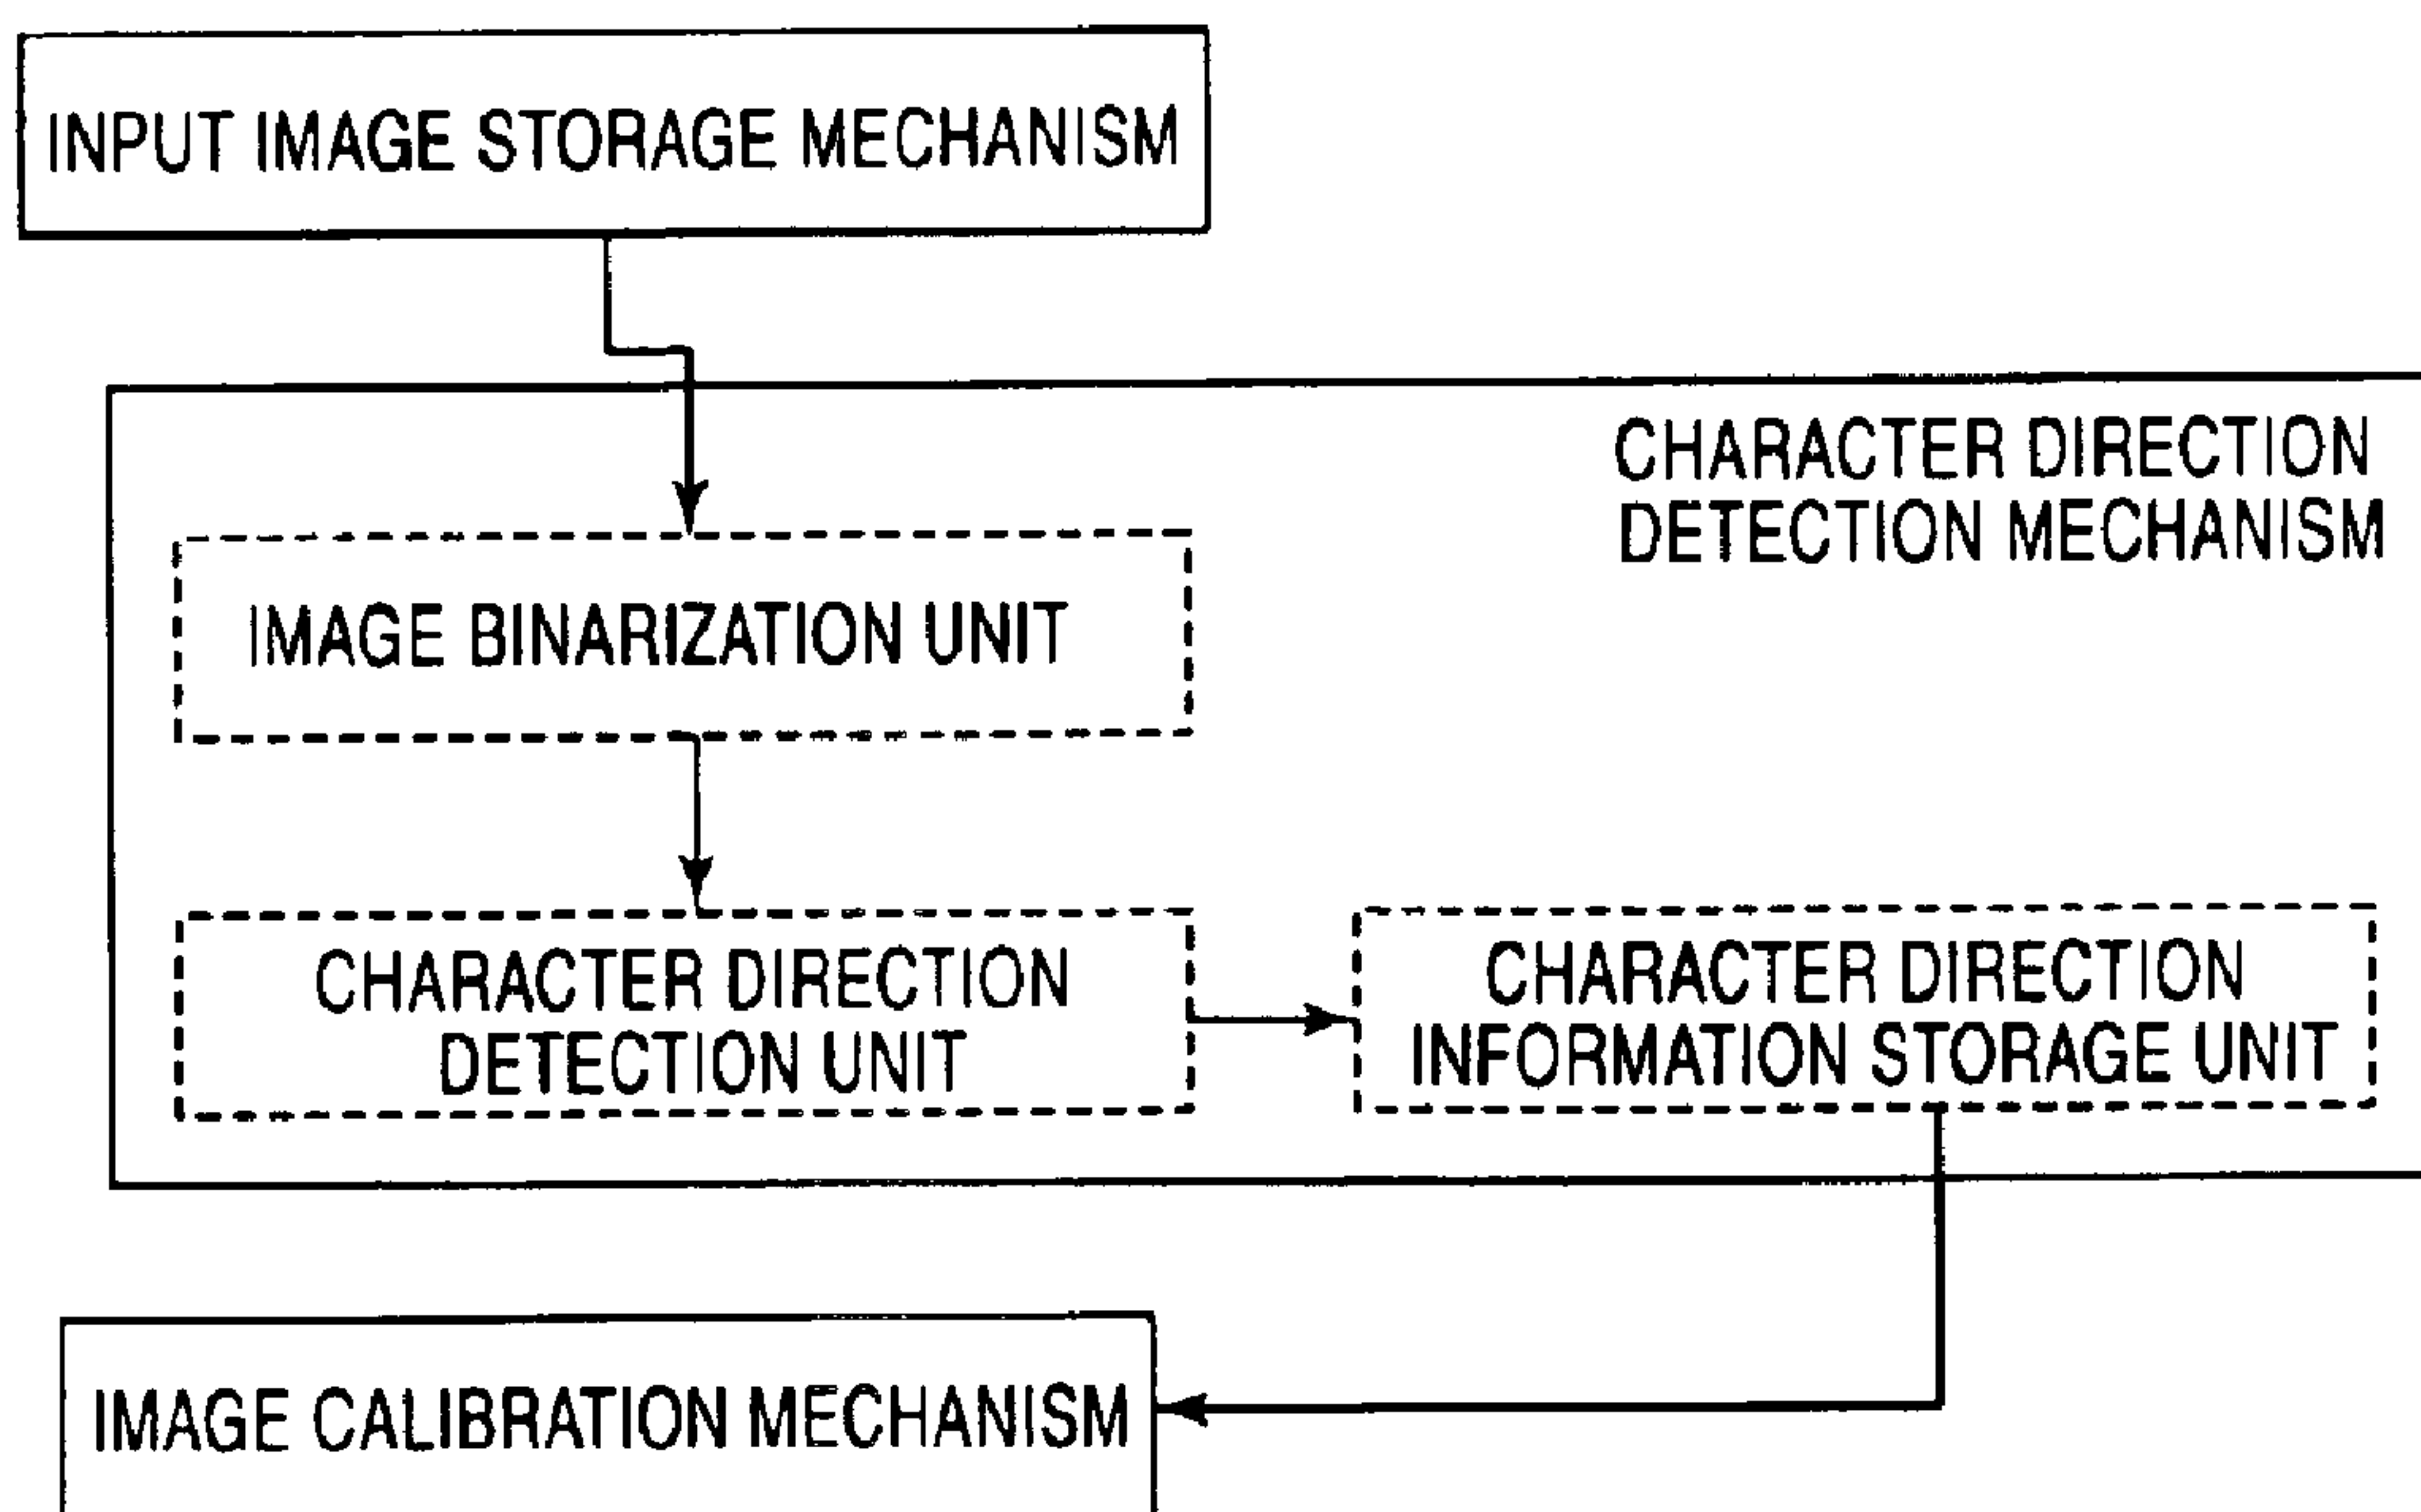 INPUT IMAGE STORAGE MECHANISM
CHARACTER DIRECTION
DETECTION MECHANISM
IMAGE BINARIZATION UNIT
CHARACTER DIRECTION
DETECTION UNIT
CHARACTER DIRECTION
INFORMATION STORAGE UNIT
IMAGE CALIBRATION MECHANISM